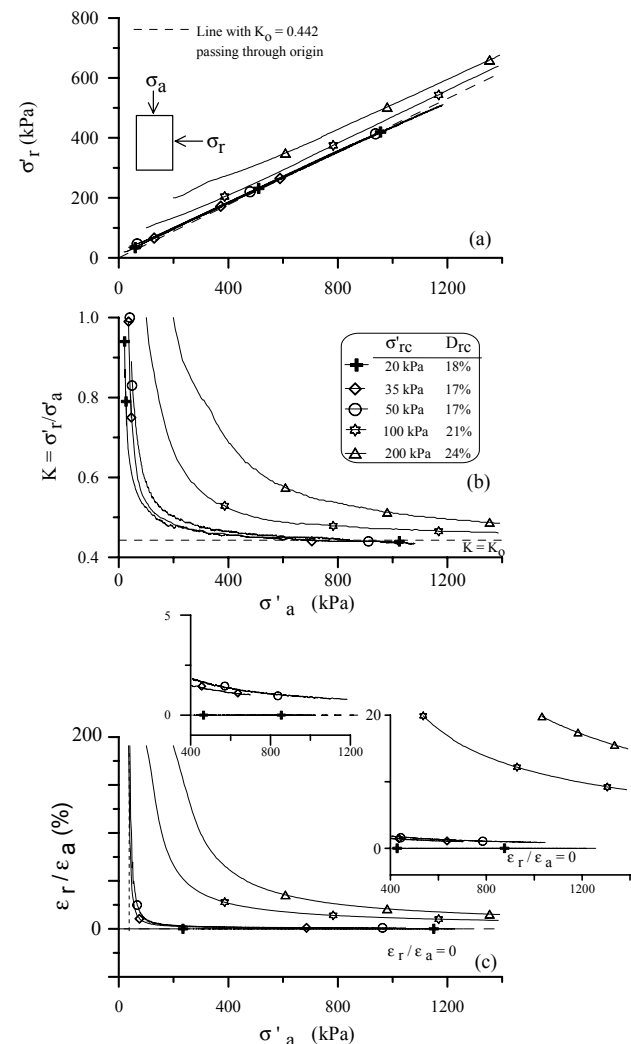 800
600
400
200
0
σ'r (kPa)
Line with Ko = 0.442
passing through origin
σa
σr
(a)
0 400 800 1200
1.0
0.8
0.6
0.4
K = σ'r/σ'a
σ'rc Drc
20 kPa 18%
35 kPa 17%
50 kPa 17%
100 kPa 21%
200 kPa 24%
(b)
K = Ko
0 400 800 1200
σ'a (kPa)
5
0
400 800 1200
20
0
εr/εa = 0
400 800 1200
200
100
0
εr/εa (%)
εr/εa = 0
(c)
0 400 800 1200
σ'a (kPa)